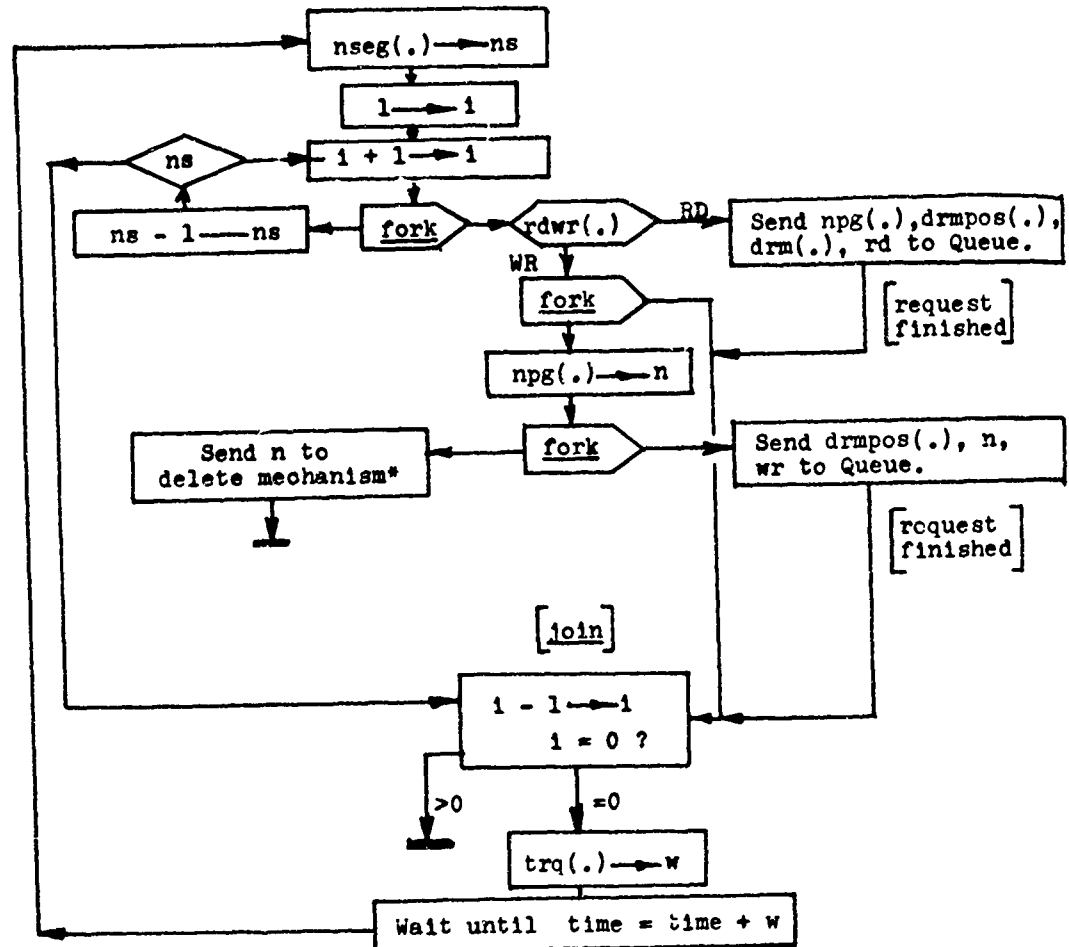 nseg(.) → ns
1 → i
i + 1 → i
ns
ns - 1 — ns
fork
rdwr(.)
RD
Send npg(.),drmpos(.),
drm(.), rd to Queue.
WR
fork
[request
finished]
npg(.) → n
fork
Send n to
delete mechanism*
Send drmpos(.), n,
wr to Queue.
[request
finished]
[join]
i - 1 → i
i = 0 ?
>0
=0
trq(.) → w
Wait until time = time + w